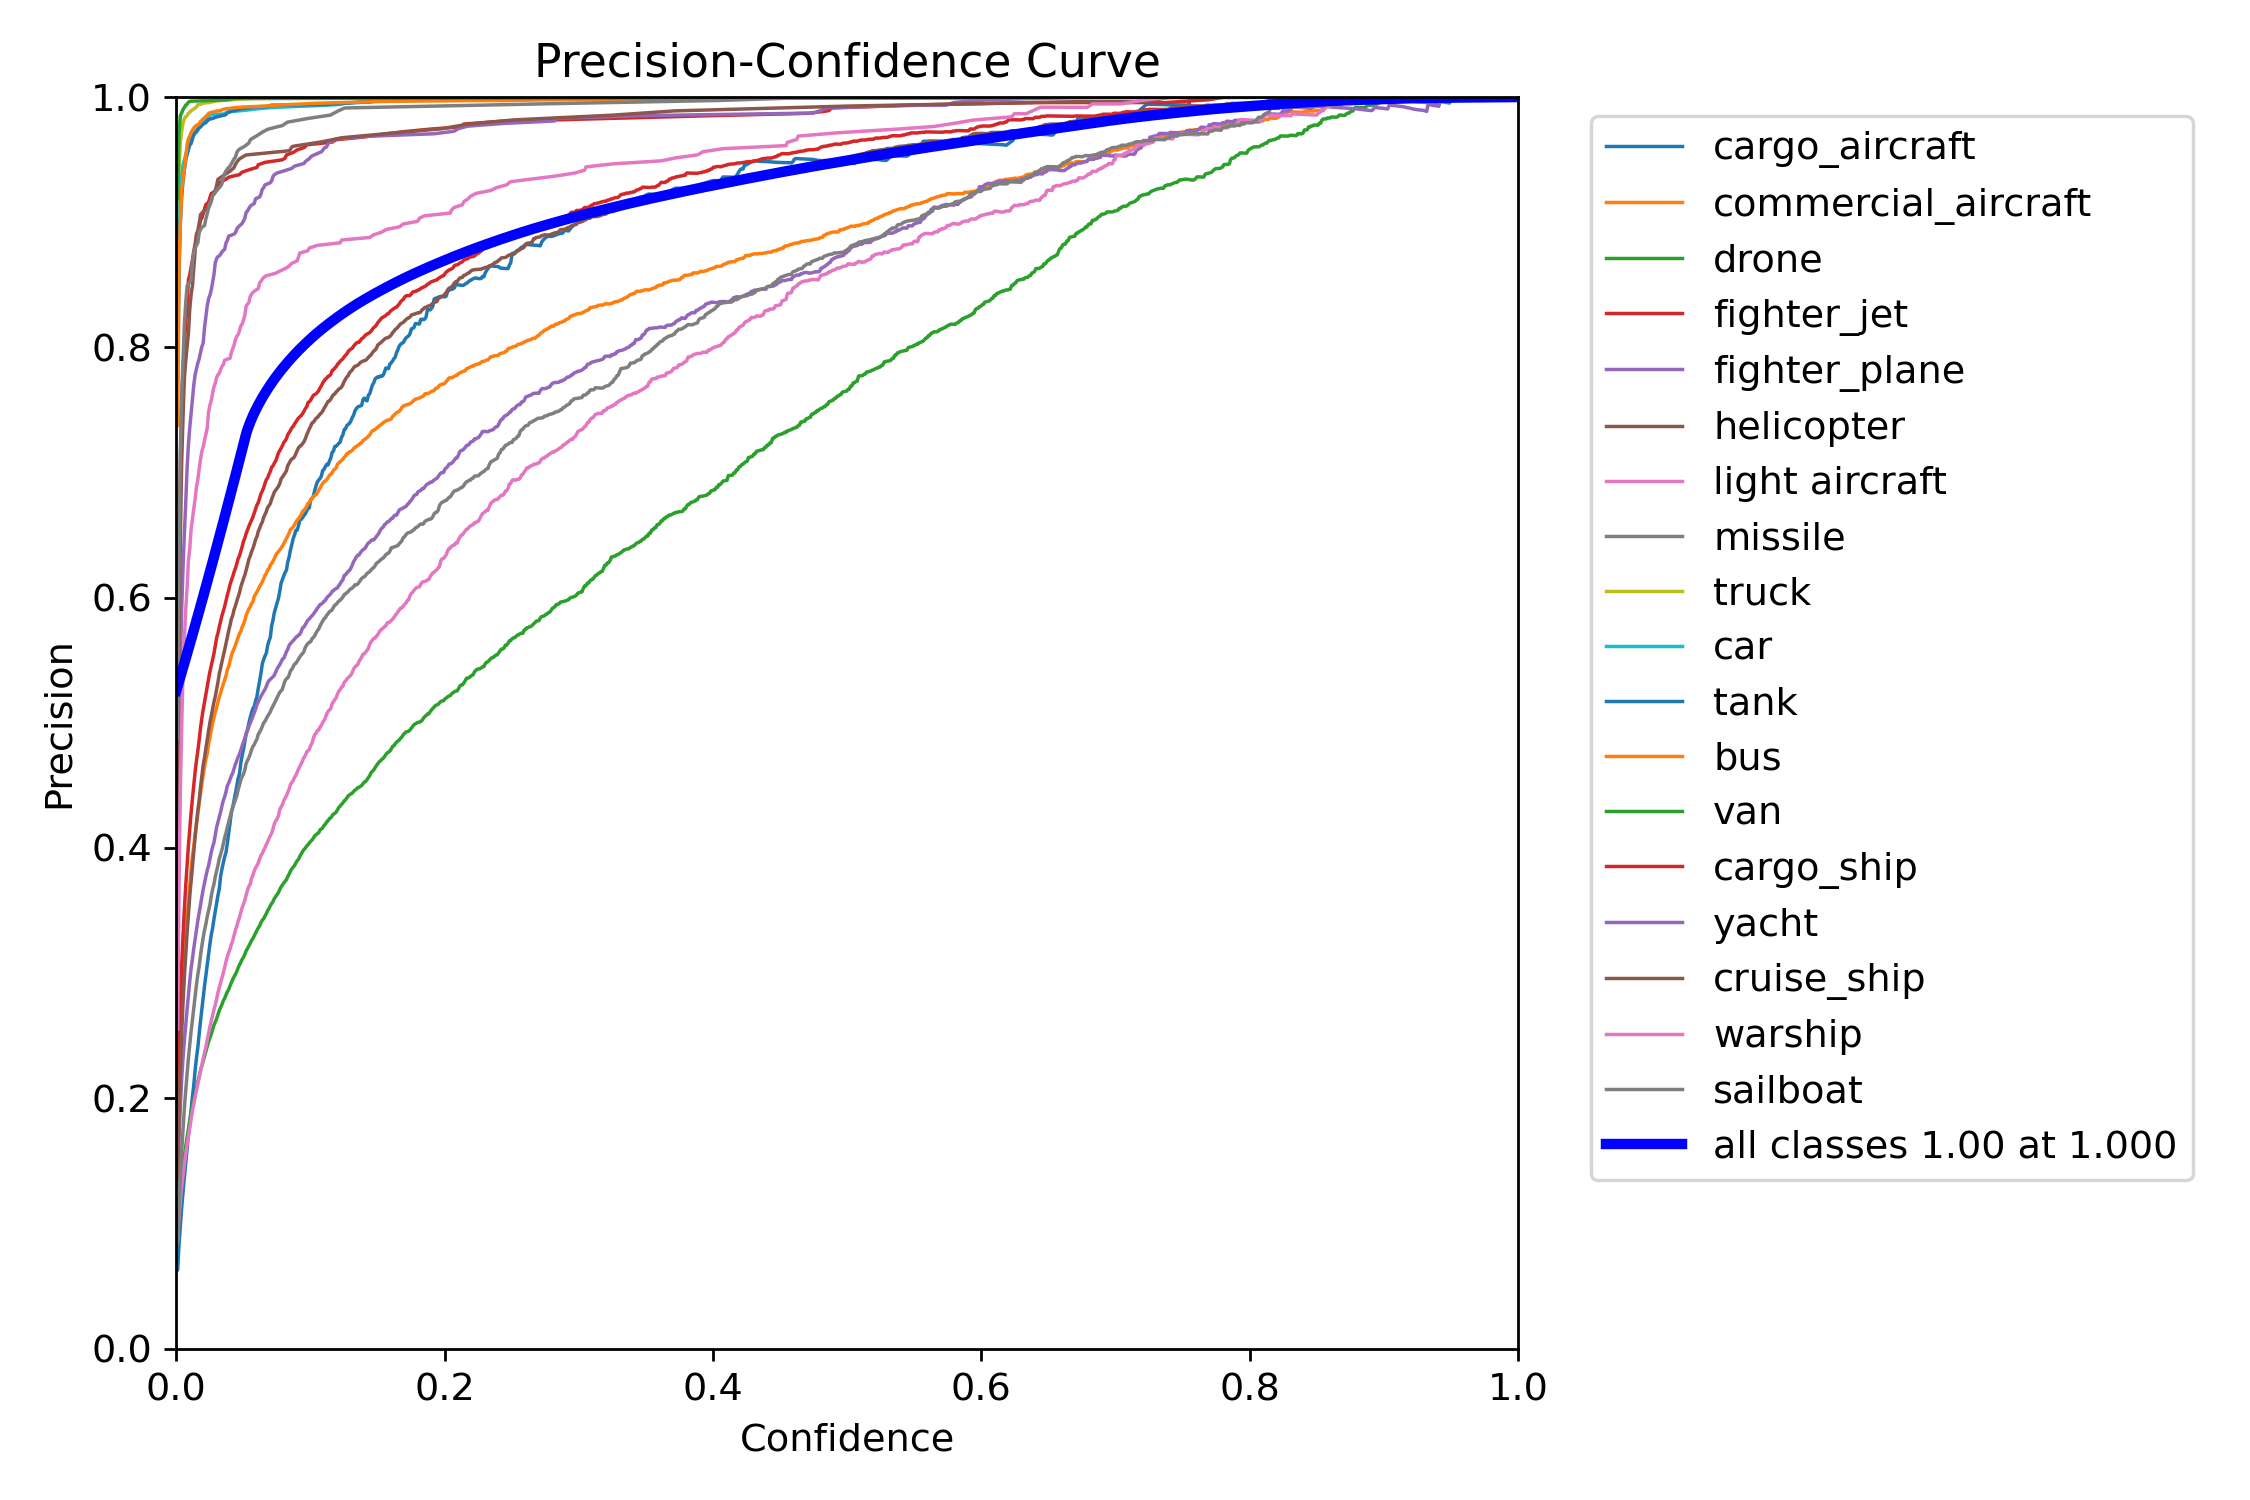 Precision-Confidence Curve
1.0
0.8
0.6
0.4
0.2
0.0
Precision
0.0 0.2 0.4 0.6 0.8 1.0
Confidence
cargo_aircraft
commercial_aircraft
drone
fighter_jet
fighter_plane
helicopter
light aircraft
missile
truck
car
tank
bus
van
cargo_ship
yacht
cruise_ship
warship
sailboat
all classes 1.00 at 1.000